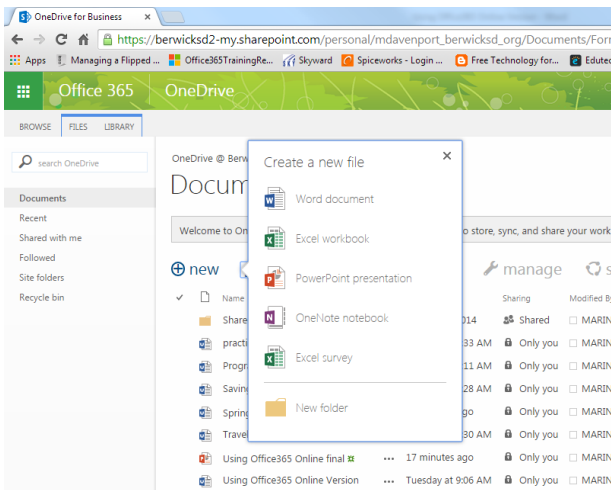 OneDrive for Business ×
https://berwicksd2-my.sharepoint.com/personal/mdavenport_berwicksd_org/Documents/For
Apps Managing a Flipped ... Office365TrainingRe... Skyward Spiceworks - Login ... Free Technology for... Edutec
Office 365 OneDrive
BROWSE FILES LIBRARY
search OneDrive
Documents
Recent
Shared with me
Followed
Site folders
Recycle bin
OneDrive @ Berw
Docum
Welcome to On
o store, sync, and share your work
new
manage
s
Create a new file ×
Word document
Excel workbook
PowerPoint presentation
OneNote notebook
Excel survey
New folder
Name Sharing Modified By
Share 014 Shared MARIN
practi 33 AM Only you MARIN
Progr 11 AM Only you MARIN
Saving 28 AM Only you MARIN
Spring go Only you MARIN
Travel 30 AM Only you MARIN
Using Office365 Online final ... 17 minutes ago Only you MARIN
Using Office365 Online Version ... Tuesday at 9:06 AM Only you MARIN